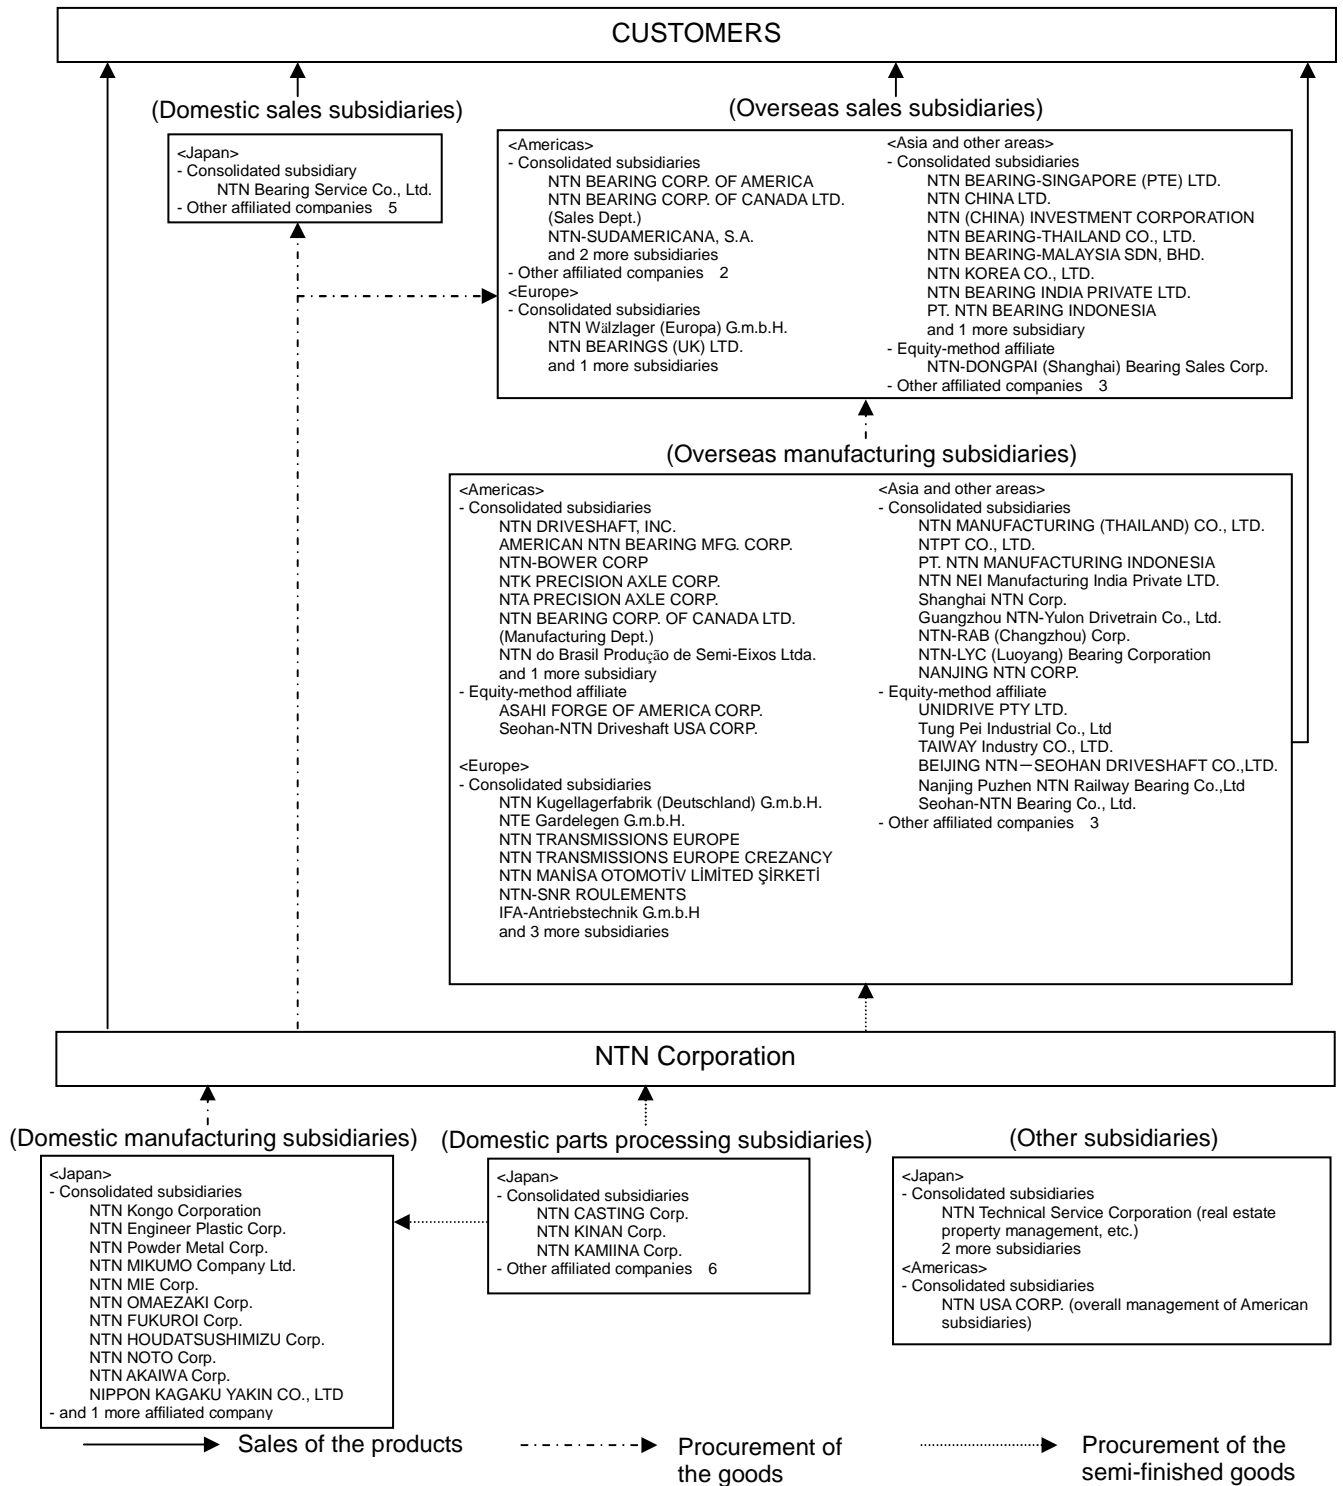 CUSTOMERS
(Domestic sales subsidiaries)
<Japan>
- Consolidated subsidiary
NTN Bearing Service Co., Ltd.
- Other affiliated companies 5
(Overseas sales subsidiaries)
<Americas>
- Consolidated subsidiaries
NTN BEARING CORP. OF AMERICA
NTN BEARING CORP. OF CANADA LTD.
(Sales Dept.)
NTN-SUDAMERICANA, S.A.
and 2 more subsidiaries
- Other affiliated companies 2
<Europe>
- Consolidated subsidiaries
NTN Wälzlager (Europa) G.m.b.H.
NTN BEARINGS (UK) LTD.
and 1 more subsidiaries
<Asia and other areas>
- Consolidated subsidiaries
NTN BEARING-SINGAPORE (PTE) LTD.
NTN CHINA LTD.
NTN (CHINA) INVESTMENT CORPORATION
NTN BEARING-THAILAND CO., LTD.
NTN BEARING-MALAYSIA SDN, BHD.
NTN KOREA CO., LTD.
NTN BEARING INDIA PRIVATE LTD.
PT. NTN BEARING INDONESIA
and 1 more subsidiary
- Equity-method affiliate
NTN-DONGPAI (Shanghai) Bearing Sales Corp.
- Other affiliated companies 3
(Overseas manufacturing subsidiaries)
<Americas>
- Consolidated subsidiaries
NTN DRIVESHAFT, INC.
AMERICAN NTN BEARING MFG. CORP.
NTN-BOWER CORP
NTK PRECISION AXLE CORP.
NTA PRECISION AXLE CORP.
NTN BEARING CORP. OF CANADA LTD.
(Manufacturing Dept.)
NTN do Brasil Produção de Semi-Eixos Ltda.
and 1 more subsidiary
- Equity-method affiliate
ASAHI FORGE OF AMERICA CORP.
Seohan-NTN Driveshaft USA CORP.
<Europe>
- Consolidated subsidiaries
NTN Kugellagerfabrik (Deutschland) G.m.b.H.
NTE Gardelegen G.m.b.H.
NTN TRANSMISSIONS EUROPE
NTN TRANSMISSIONS EUROPE CREZANCY
NTN MANİSA OTOMOTİV LİMİTED ŞİRKETİ
NTN-SNR ROULEMENTS
IFA-Antriebstechnik G.m.b.H
and 3 more subsidiaries
<Asia and other areas>
- Consolidated subsidiaries
NTN MANUFACTURING (THAILAND) CO., LTD.
NTPT CO., LTD.
PT. NTN MANUFACTURING INDONESIA
NTN NEI Manufacturing India Private LTD.
Shanghai NTN Corp.
Guangzhou NTN-Yulon Drivetrain Co., Ltd.
NTN-RAB (Changzhou) Corp.
NTN-LYC (Luoyang) Bearing Corporation
NANJING NTN CORP.
- Equity-method affiliate
UNIDRIVE PTY LTD.
Tung Pei Industrial Co., Ltd
TAIWAY Industry CO., LTD.
BEIJING NTN－SEOHAN DRIVESHAFT CO.,LTD.
Nanjing Puzhen NTN Railway Bearing Co.,Ltd
Seohan-NTN Bearing Co., Ltd.
- Other affiliated companies 3
NTN Corporation
(Domestic manufacturing subsidiaries)
<Japan>
- Consolidated subsidiaries
NTN Kongo Corporation
NTN Engineer Plastic Corp.
NTN Powder Metal Corp.
NTN MIKUMO Company Ltd.
NTN MIE Corp.
NTN OMAEZAKI Corp.
NTN FUKUROI Corp.
NTN HOUDATSUSHIMIZU Corp.
NTN NOTO Corp.
NTN AKAIWA Corp.
NIPPON KAGAKU YAKIN CO., LTD
- and 1 more affiliated company
(Domestic parts processing subsidiaries)
<Japan>
- Consolidated subsidiaries
NTN CASTING Corp.
NTN KINAN Corp.
NTN KAMIINA Corp.
- Other affiliated companies 6
(Other subsidiaries)
<Japan>
- Consolidated subsidiaries
NTN Technical Service Corporation (real estate
property management, etc.)
2 more subsidiaries
<Americas>
- Consolidated subsidiaries
NTN USA CORP. (overall management of American
subsidiaries)
Sales of the products
Procurement of
the goods
Procurement of the
semi-finished goods